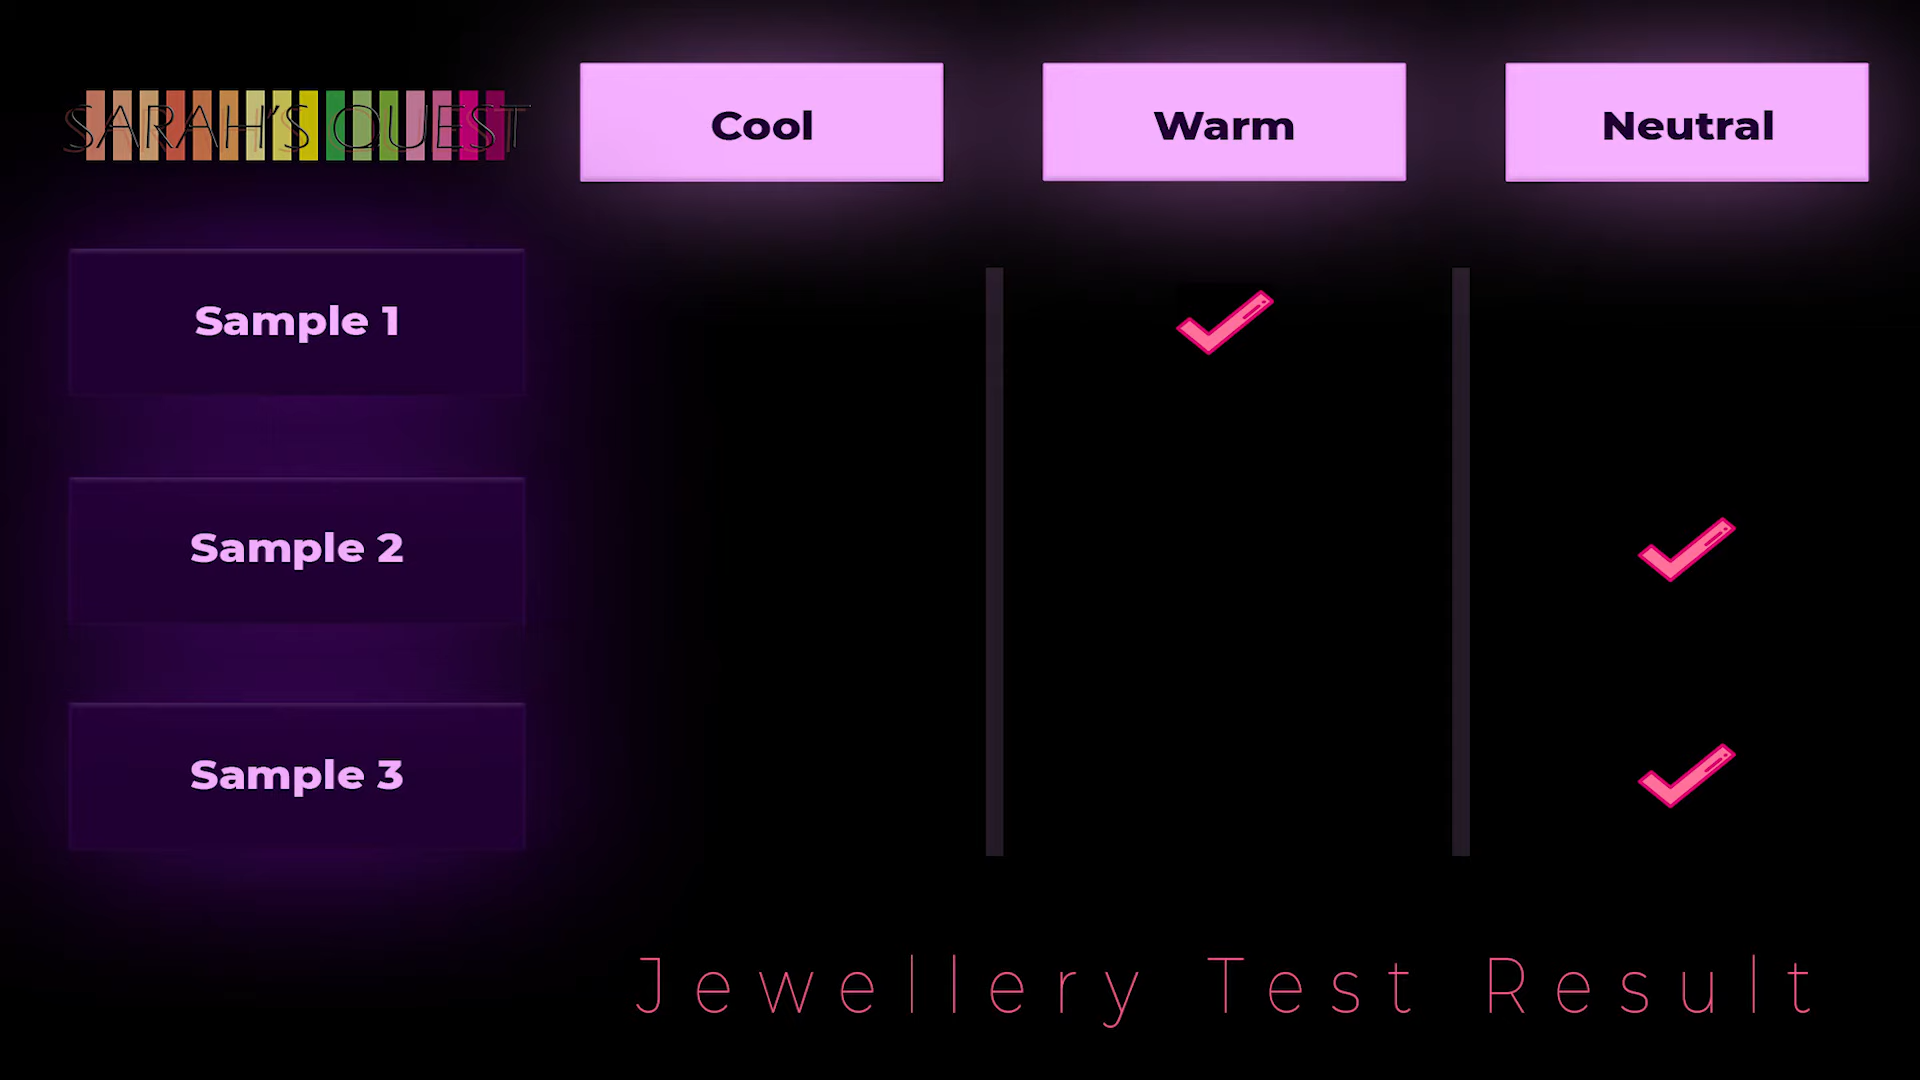 SARAH'S QUEST
Cool
Warm
Neutral
Sample 1
Sample 2
Sample 3
Jewellery Test Result